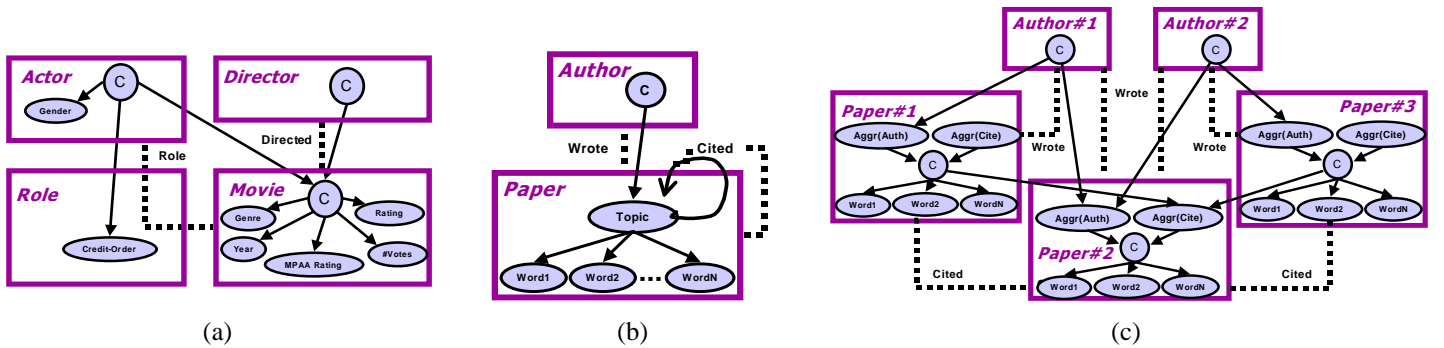 Actor
C
Gender
Director
C
Directed
Role
Role
Credit-Order
Movie
C
Genre
Rating
Year
MPAA Rating
#Votes
(a)
Author
C
Wrote
Cited
Paper
Topic
Word1
Word2
WordN
(b)
Author#1
C
Author#2
C
Wrote
Paper#1
Aggr(Auth)
Aggr(Cite)
C
Word1
Word2
WordN
Wrote
Wrote
Paper#3
Aggr(Auth)
Aggr(Cite)
C
Word1
Word2
WordN
Aggr(Auth)
Aggr(Cite)
Paper#2
C
Word1
Word2
WordN
Cited
Cited
(c)